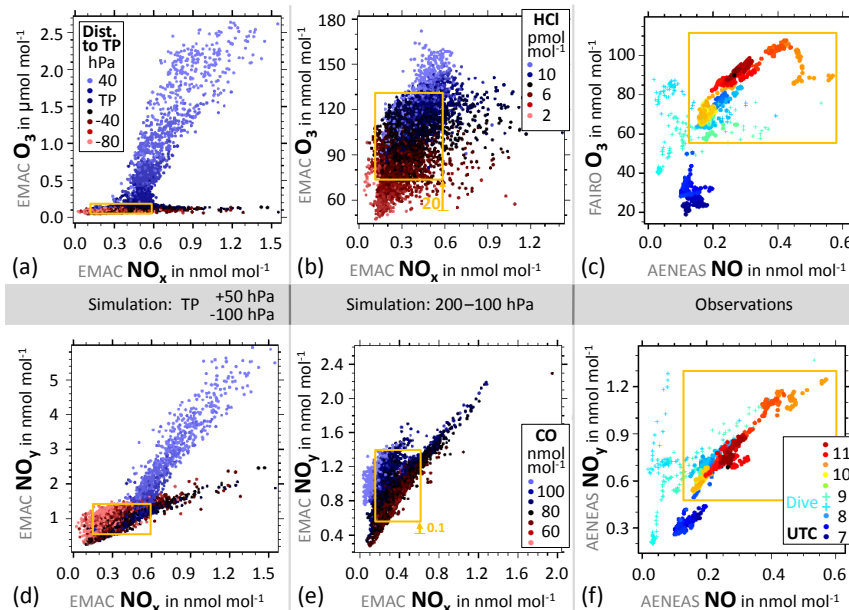 Dist.
to TP
hPa
40
TP
-40
-80
EMAC O3 in µmol mol-1
2.5
2.0
1.5
1.0
0.5
0.0
0.0 0.3 0.6 0.9 1.2 1.5
(a)
EMAC NOx in nmol mol-1
HCl
pmol
mol-1
10
6
2
EMAC O3 in nmol mol-1
180
150
120
90
60
20
0.0 0.3 0.6 0.9 1.2
(b)
EMAC NOx in nmol mol-1
FAIRO O3 in nmol mol-1
100
80
60
40
20
0.0 0.2 0.4 0.6
(c)
AENEAS NO in nmol mol-1
Simulation: TP +50 hPa
-100 hPa
Simulation: 200–100 hPa
Observations
EMAC NOy in nmol mol-1
5
4
3
2
1
0.0 0.3 0.6 0.9 1.2 1.5
(d)
EMAC NOx in nmol mol-1
EMAC NOy in nmol mol-1
2.4
2.0
1.6
1.2
0.8
0.4
0.1
CO
nmol
mol-1
100
80
60
0.0 0.4 0.8 1.2 1.6 2.0
(e)
EMAC NOx in nmol mol-1
AENEAS NOy in nmol mol-1
1.2
0.9
0.6
0.3
11
10
Dive 9
8
UTC 7
0.0 0.2 0.4 0.6
(f)
AENEAS NO in nmol mol-1